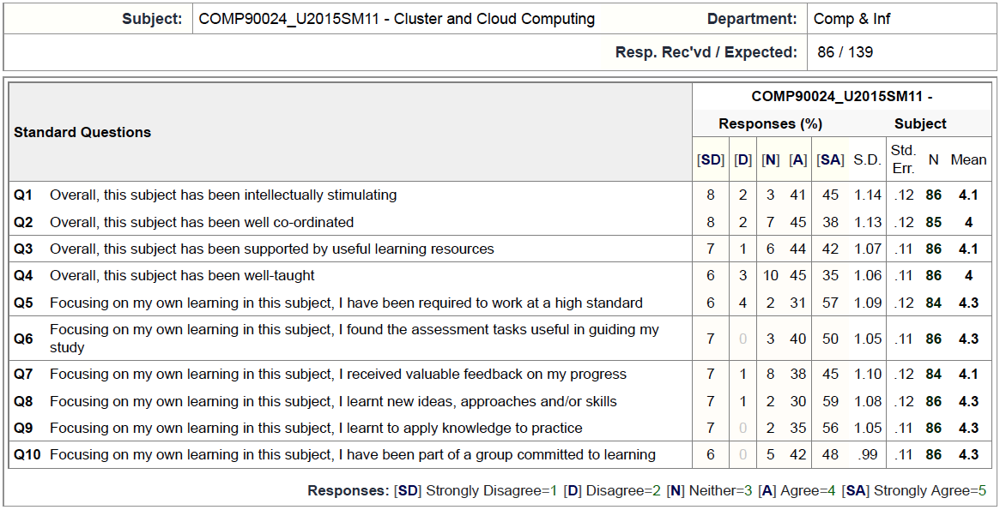 Subject: COMP90024_U2015SM11 - Cluster and Cloud Computing Department: Comp & Inf
Resp. Rec'vd / Expected: 86 / 139
COMP90024_U2015SM11 -
Responses (%) Subject
Standard Questions
[SD] [D] [N] [A] [SA] S.D. Std. Err. N Mean
Q1 Overall, this subject has been intellectually stimulating 8 2 3 41 45 1.14 .12 86 4.1
Q2 Overall, this subject has been well co-ordinated 8 2 7 45 38 1.13 .12 85 4
Q3 Overall, this subject has been supported by useful learning resources 7 1 6 44 42 1.07 .11 86 4.1
Q4 Overall, this subject has been well-taught 6 3 10 45 35 1.06 .11 86 4
Q5 Focusing on my own learning in this subject, I have been required to work at a high standard 6 4 2 31 57 1.09 .12 84 4.3
Q6 Focusing on my own learning in this subject, I found the assessment tasks useful in guiding my
study 7 0 3 40 50 1.05 .11 86 4.3
Q7 Focusing on my own learning in this subject, I received valuable feedback on my progress 7 1 8 38 45 1.10 .12 84 4.1
Q8 Focusing on my own learning in this subject, I learnt new ideas, approaches and/or skills 7 1 2 30 59 1.08 .12 86 4.3
Q9 Focusing on my own learning in this subject, I learnt to apply knowledge to practice 7 0 2 35 56 1.05 .11 86 4.3
Q10 Focusing on my own learning in this subject, I have been part of a group committed to learning 6 0 5 42 48 .99 .11 86 4.3
Responses: [SD] Strongly Disagree=1 [D] Disagree=2 [N] Neither=3 [A] Agree=4 [SA] Strongly Agree=5